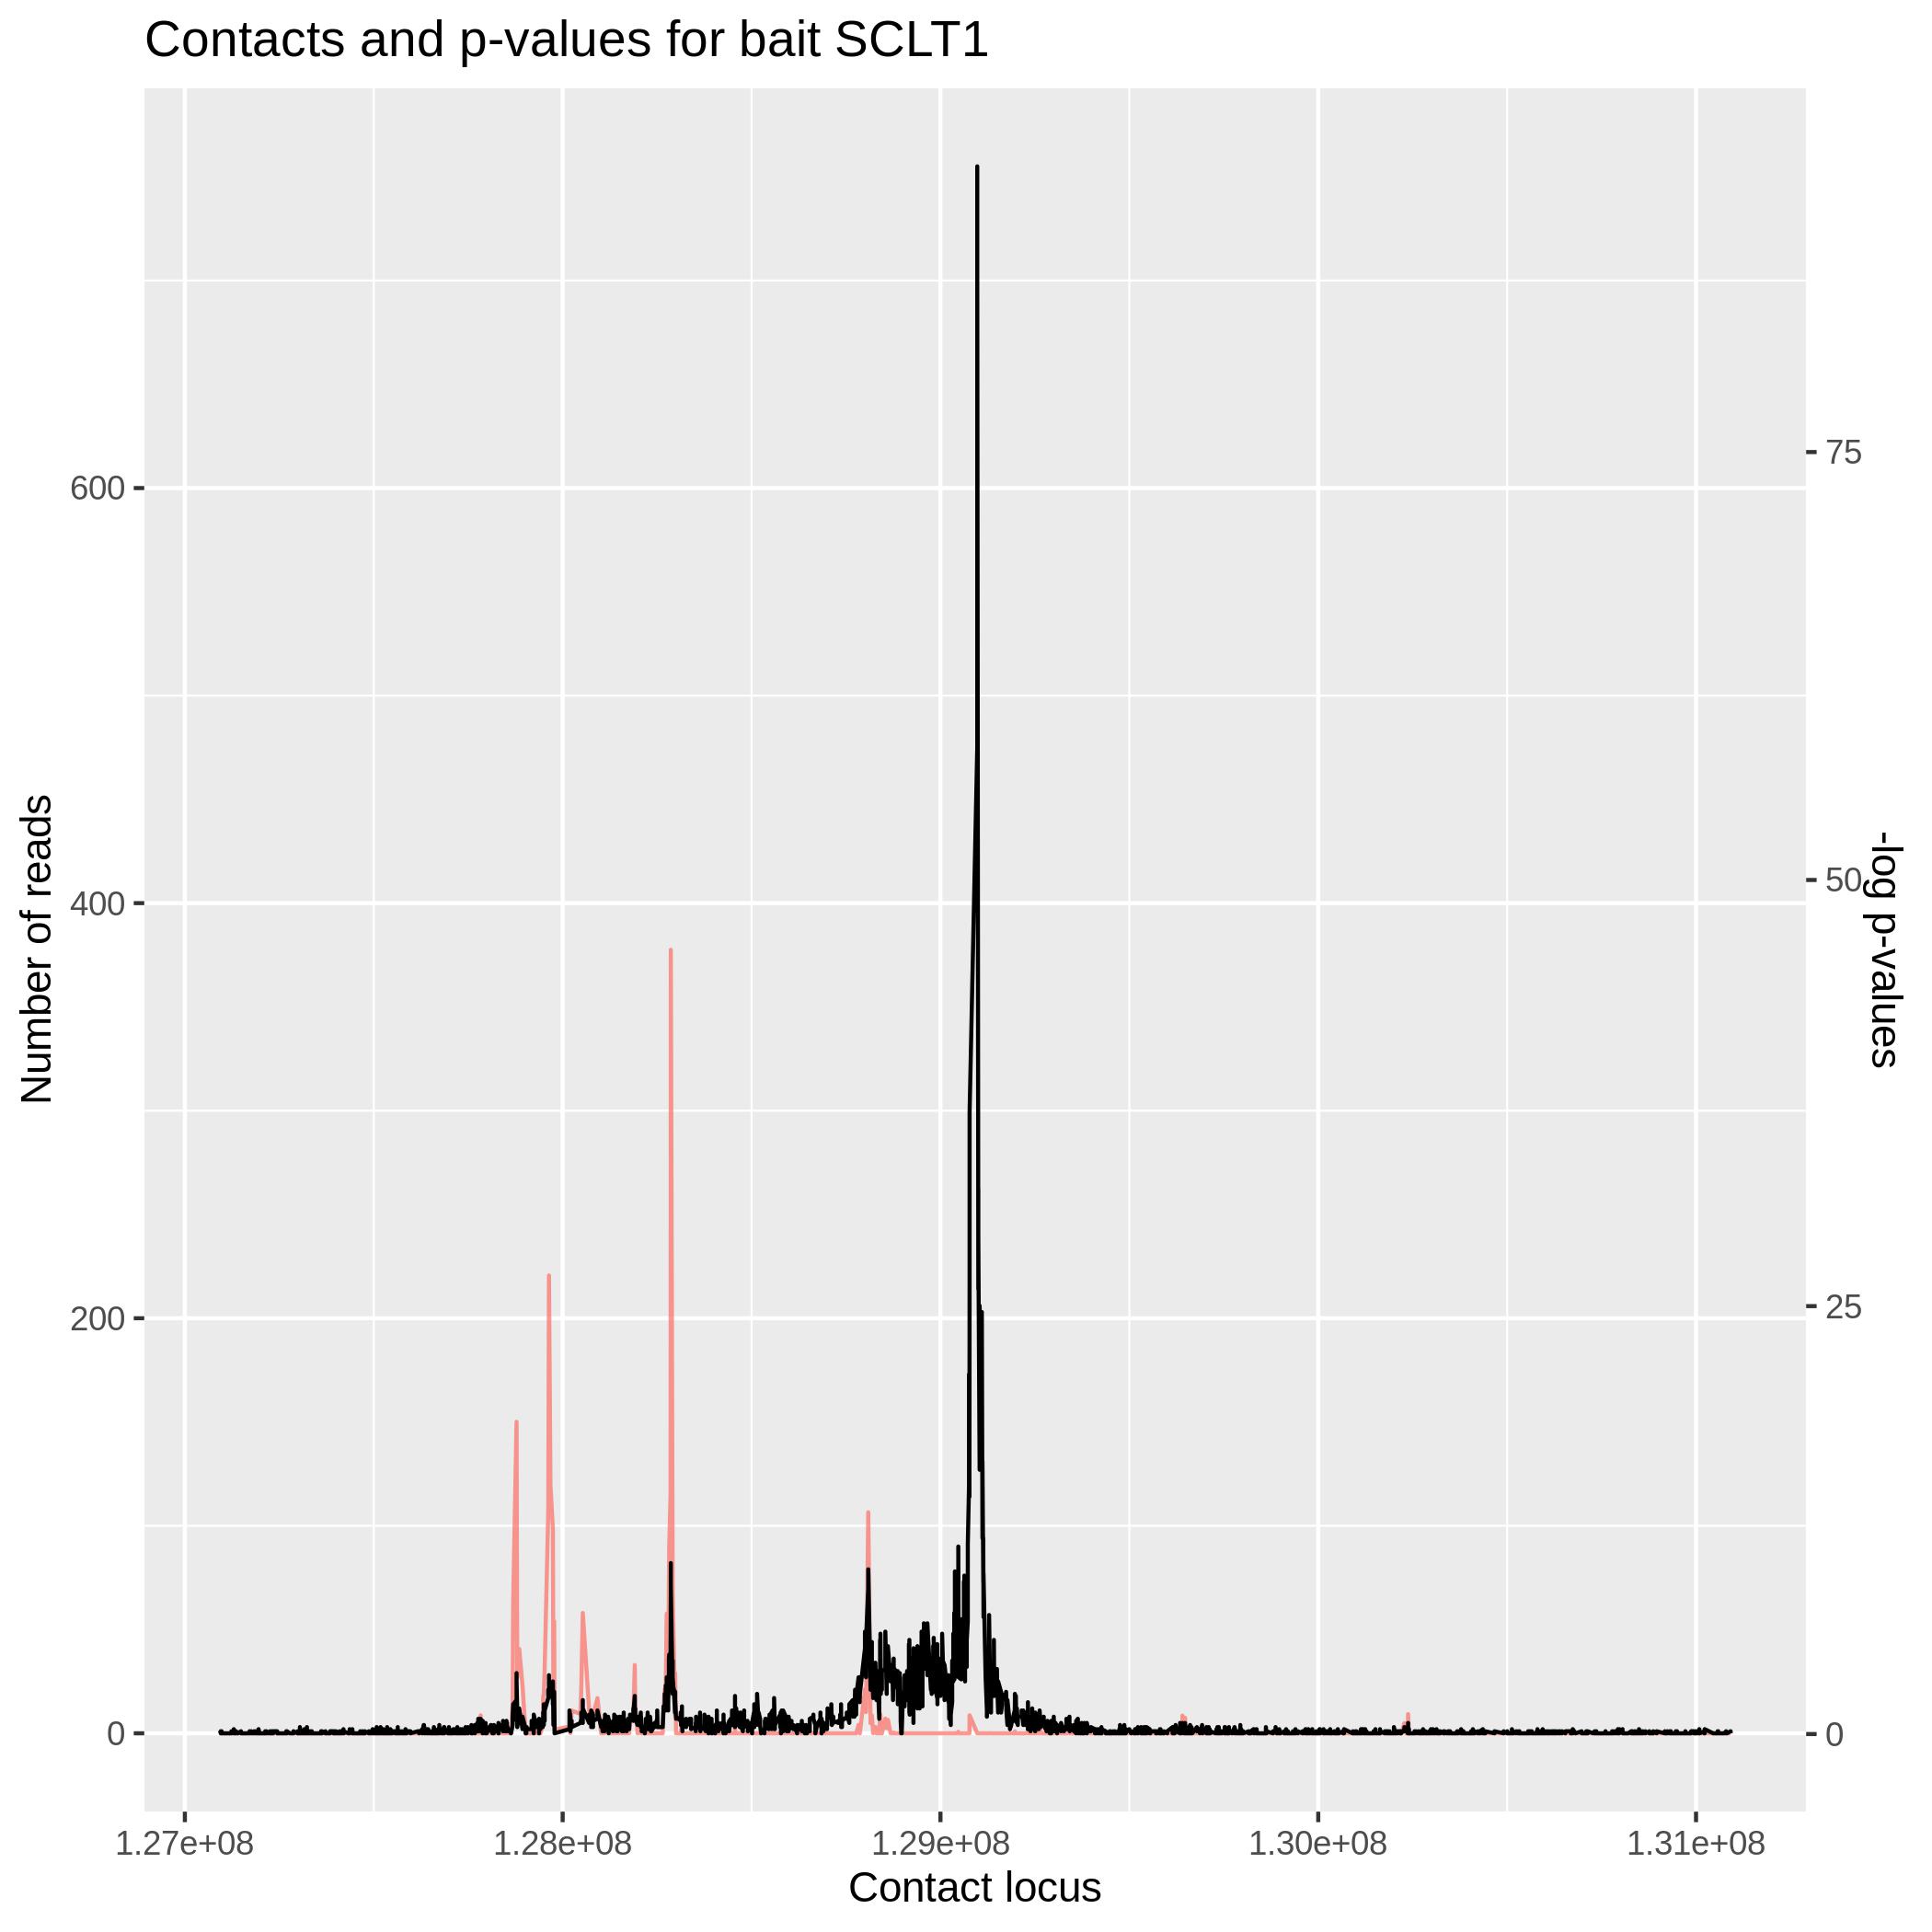 Contacts and p-values for bait SCLT1
Number of reads
600
400
200
0
75
50
25
0
-log p-values
1.27e+08 1.28e+08 1.29e+08 1.30e+08 1.31e+08
Contact locus